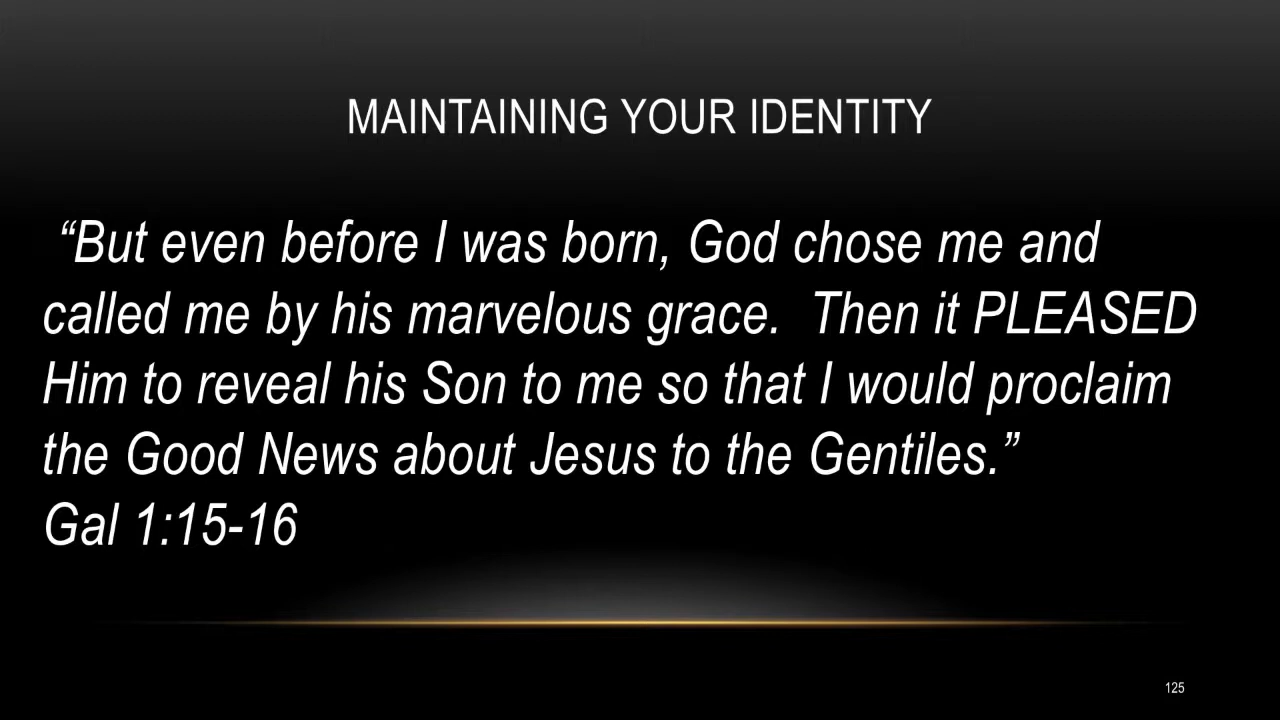 MAINTAINING YOUR IDENTITY
“But even before I was born, God chose me and
called me by his marvelous grace.  Then it PLEASED
Him to reveal his Son to me so that I would proclaim
the Good News about Jesus to the Gentiles.”
Gal 1:15-16
125